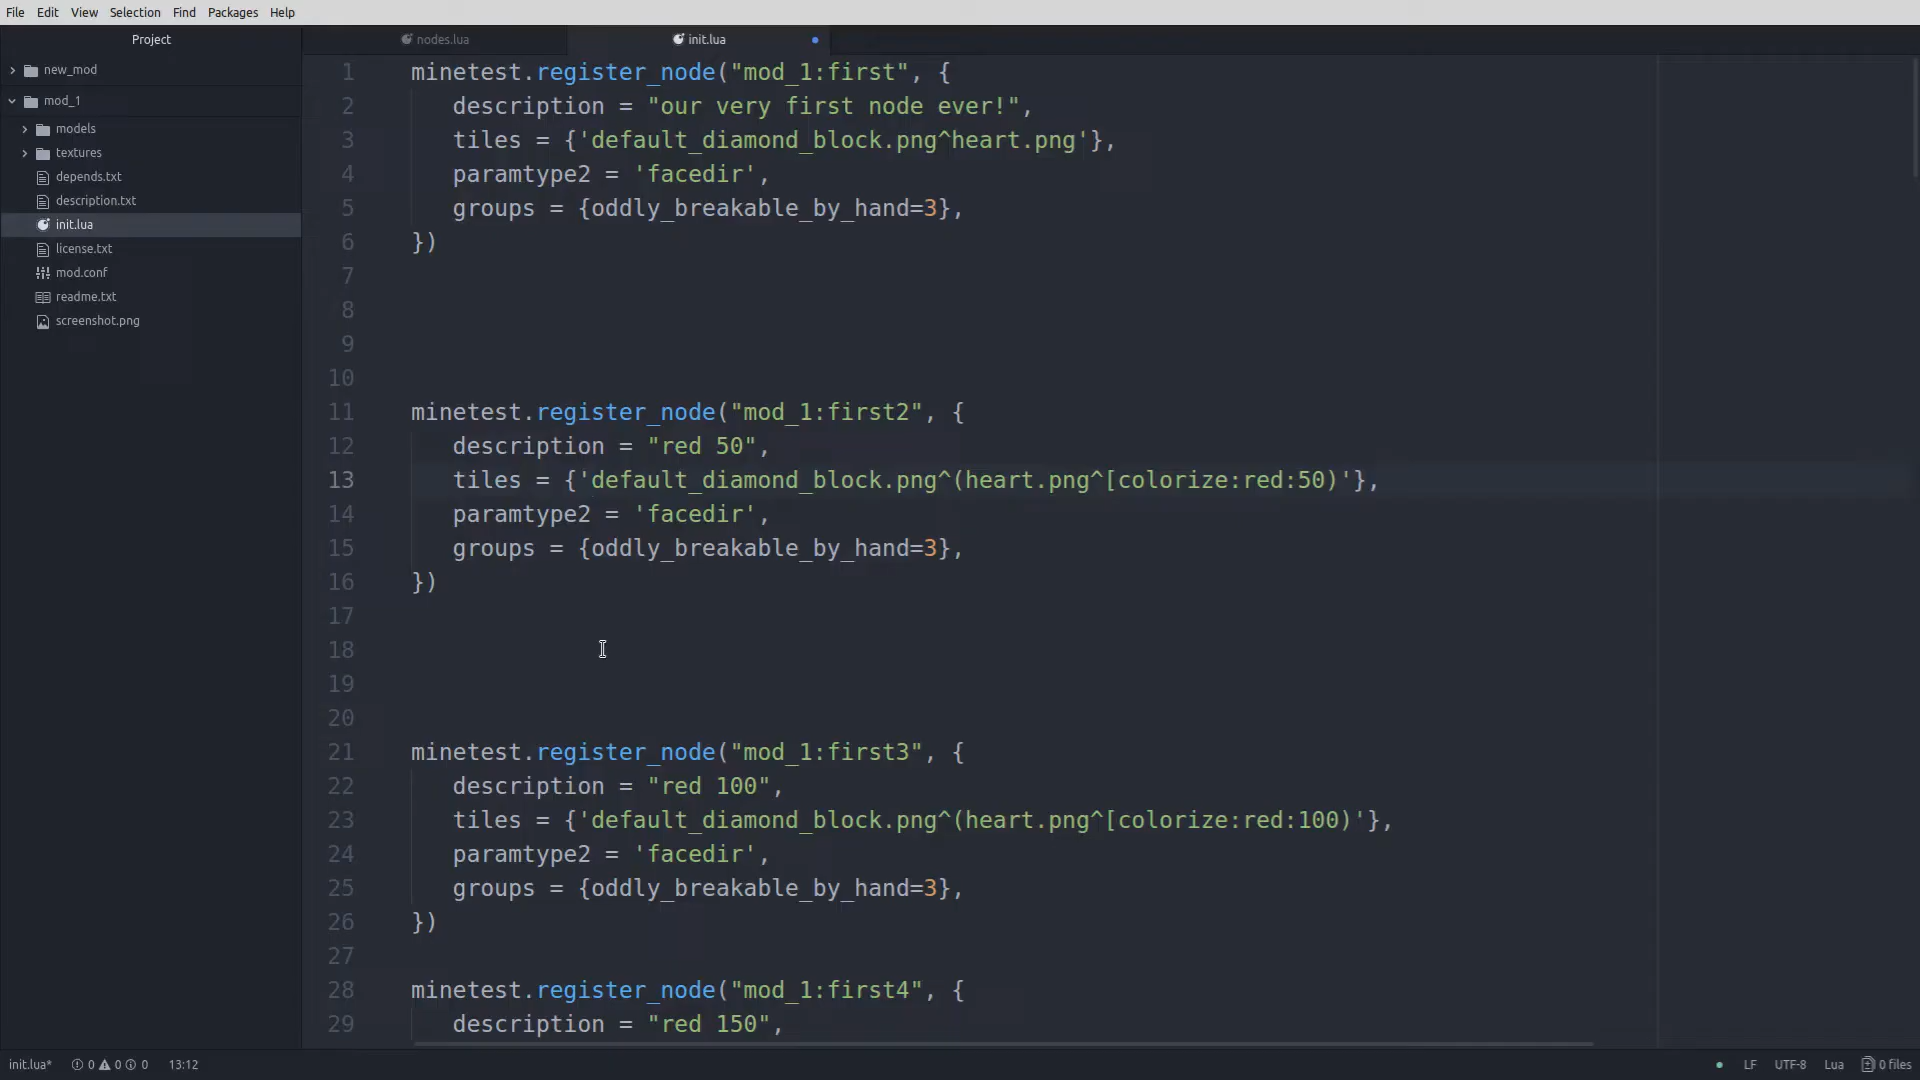 File Edit View Selection Find Packages Help
Project
nodes.lua
init.lua
new_mod
mod_1
models
textures
depends.txt
description.txt
init.lua
license.txt
mod.conf
readme.txt
screenshot.png
1 minetest.register_node("mod_1:first", {
2 description = "our very first node ever!",
3 tiles = {'default_diamond_block.png^heart.png'},
4 paramtype2 = 'facedir',
5 groups = {oddly_breakable_by_hand=3},
6 })
7
8
9
10
11 minetest.register_node("mod_1:first2", {
12 description = "red 50",
13 tiles = {'default_diamond_block.png^(heart.png^[colorize:red:50)'},
14 paramtype2 = 'facedir',
15 groups = {oddly_breakable_by_hand=3},
16 })
17
18
19
20
21 minetest.register_node("mod_1:first3", {
22 description = "red 100",
23 tiles = {'default_diamond_block.png^(heart.png^[colorize:red:100)'},
24 paramtype2 = 'facedir',
25 groups = {oddly_breakable_by_hand=3},
26 })
27
28 minetest.register_node("mod_1:first4", {
29 description = "red 150",
init.lua* 0 0 0 13:12 LF UTF-8 Lua 0 files